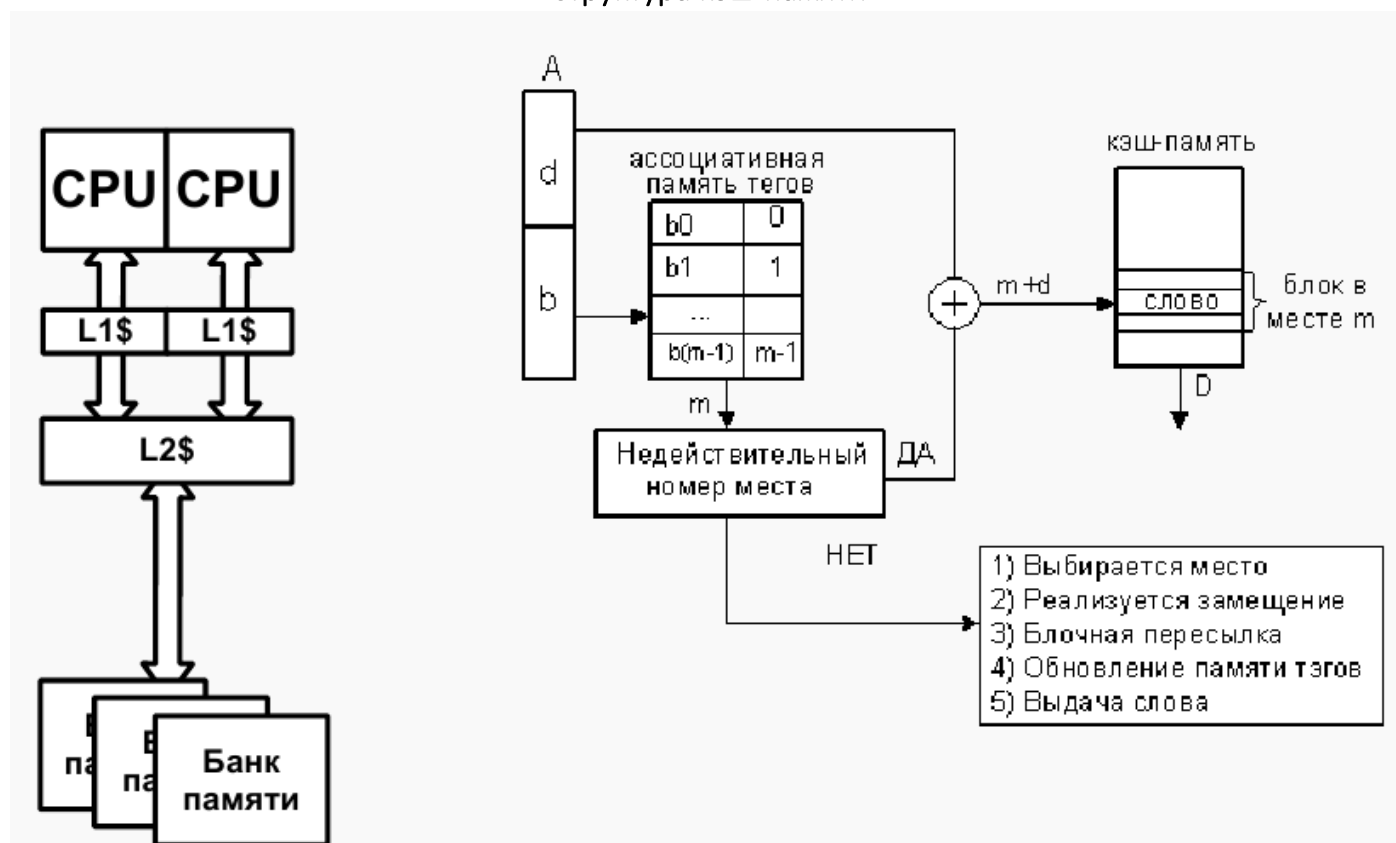 CPU CPU
L1$ L1$
L2$
Банк
памяти
А
d
b
ассоциативная
память тегов
b0 0
b1 1
...
b(m-1) m-1
m
Недействительный
номер места
ДА
НЕТ
m+d
кэш-память
слово
блок в
месте m
D
1) Выбирается место
2) Реализуется замещение
3) Блочная пересылка
4) Обновление памяти тэгов
5) Выдача слова